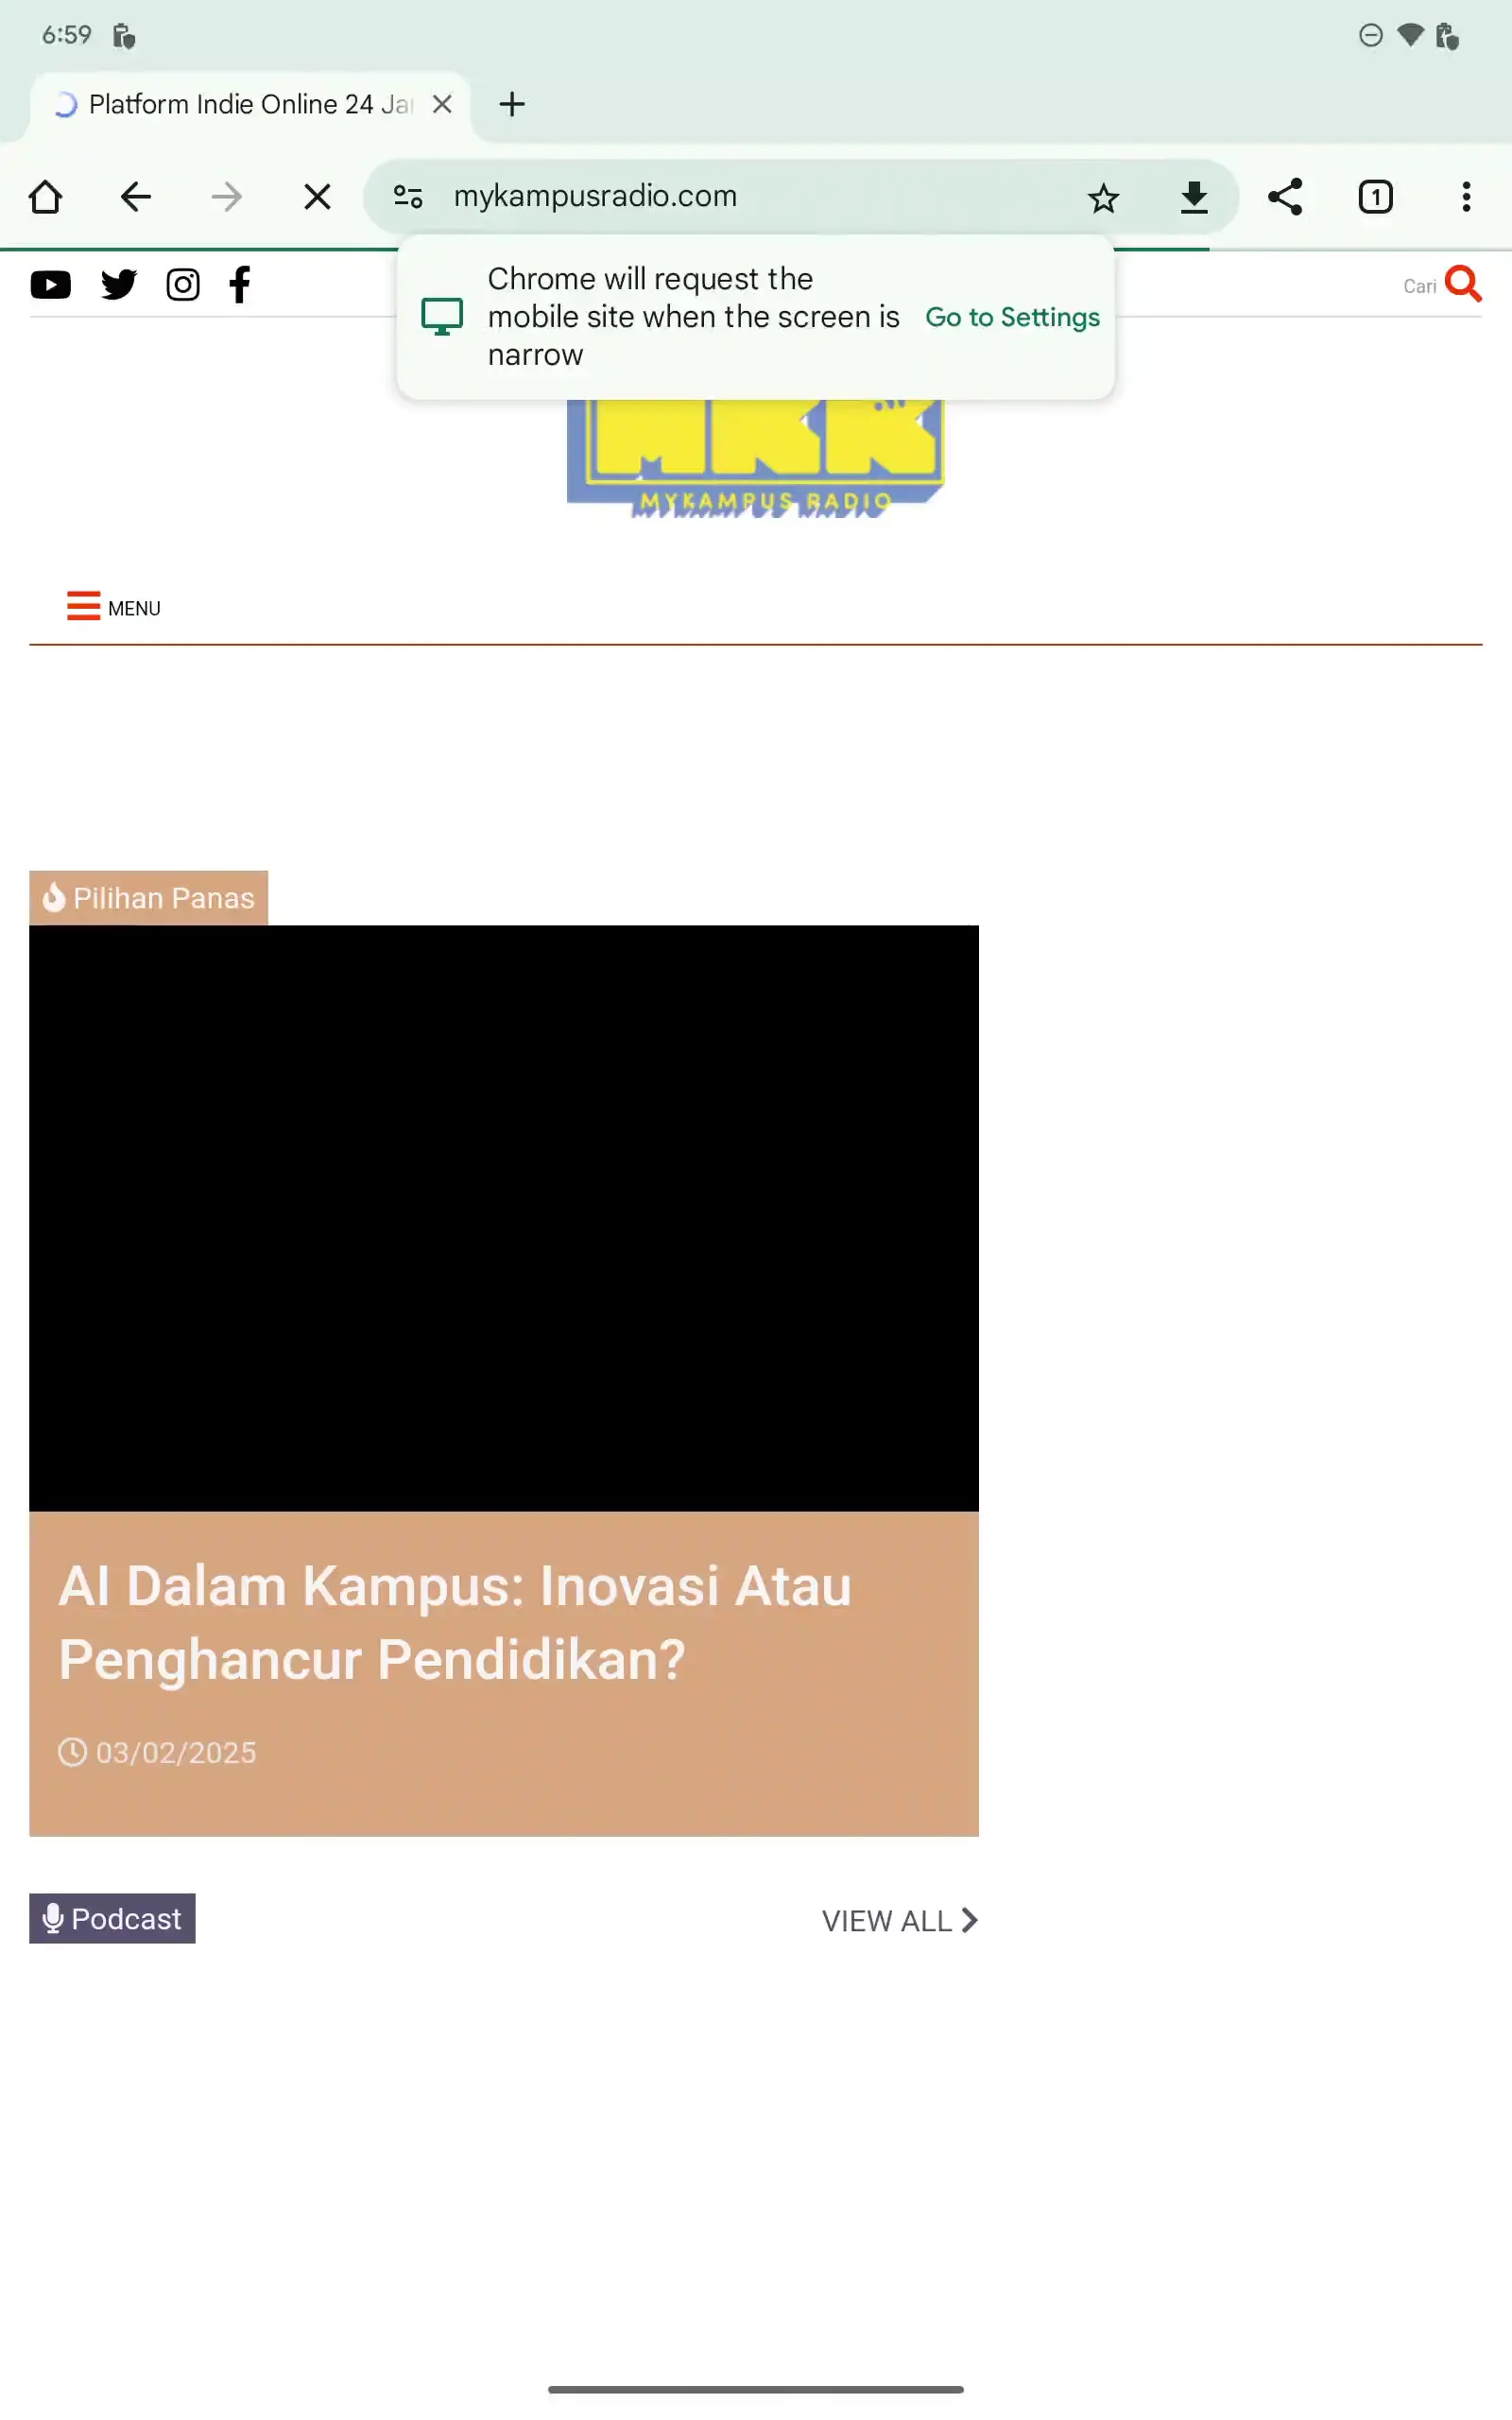 6:59
Platform Indie Online 24 Ja
mykampusradio.com
1
Chrome will request the
mobile site when the screen is
narrow
Go to Settings
Cari
MKR
MYKAMPUS RADIO
MENU
Pilihan Panas
AI Dalam Kampus: Inovasi Atau
Penghancur Pendidikan?
03/02/2025
Podcast
VIEW ALL